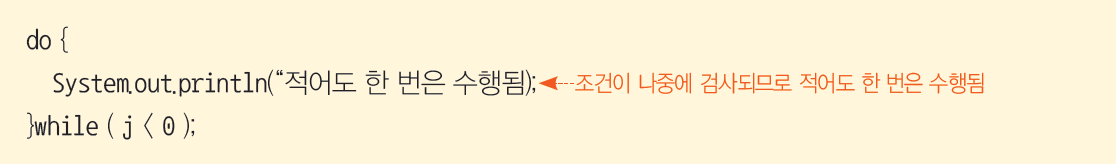 do {
System.out.println(“적어도 한 번은 수행됨); 조건이 나중에 검사되므로 적어도 한 번은 수행됨
}while ( j < 0 );